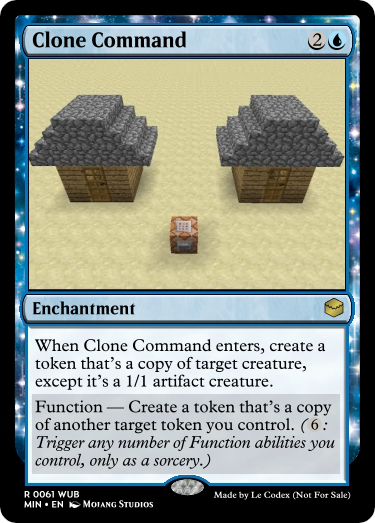 Clone Command 2
Enchantment
When Clone Command enters, create a
token that's a copy of target creature,
except it's a 1/1 artifact creature.
Function — Create a token that's a copy
of another target token you control. (6:
Trigger any number of Function abilities you
control, only as a sorcery.)
R 0061 WUB
MIN • EN Mojang Studios
Made by Le Codex (Not For Sale)